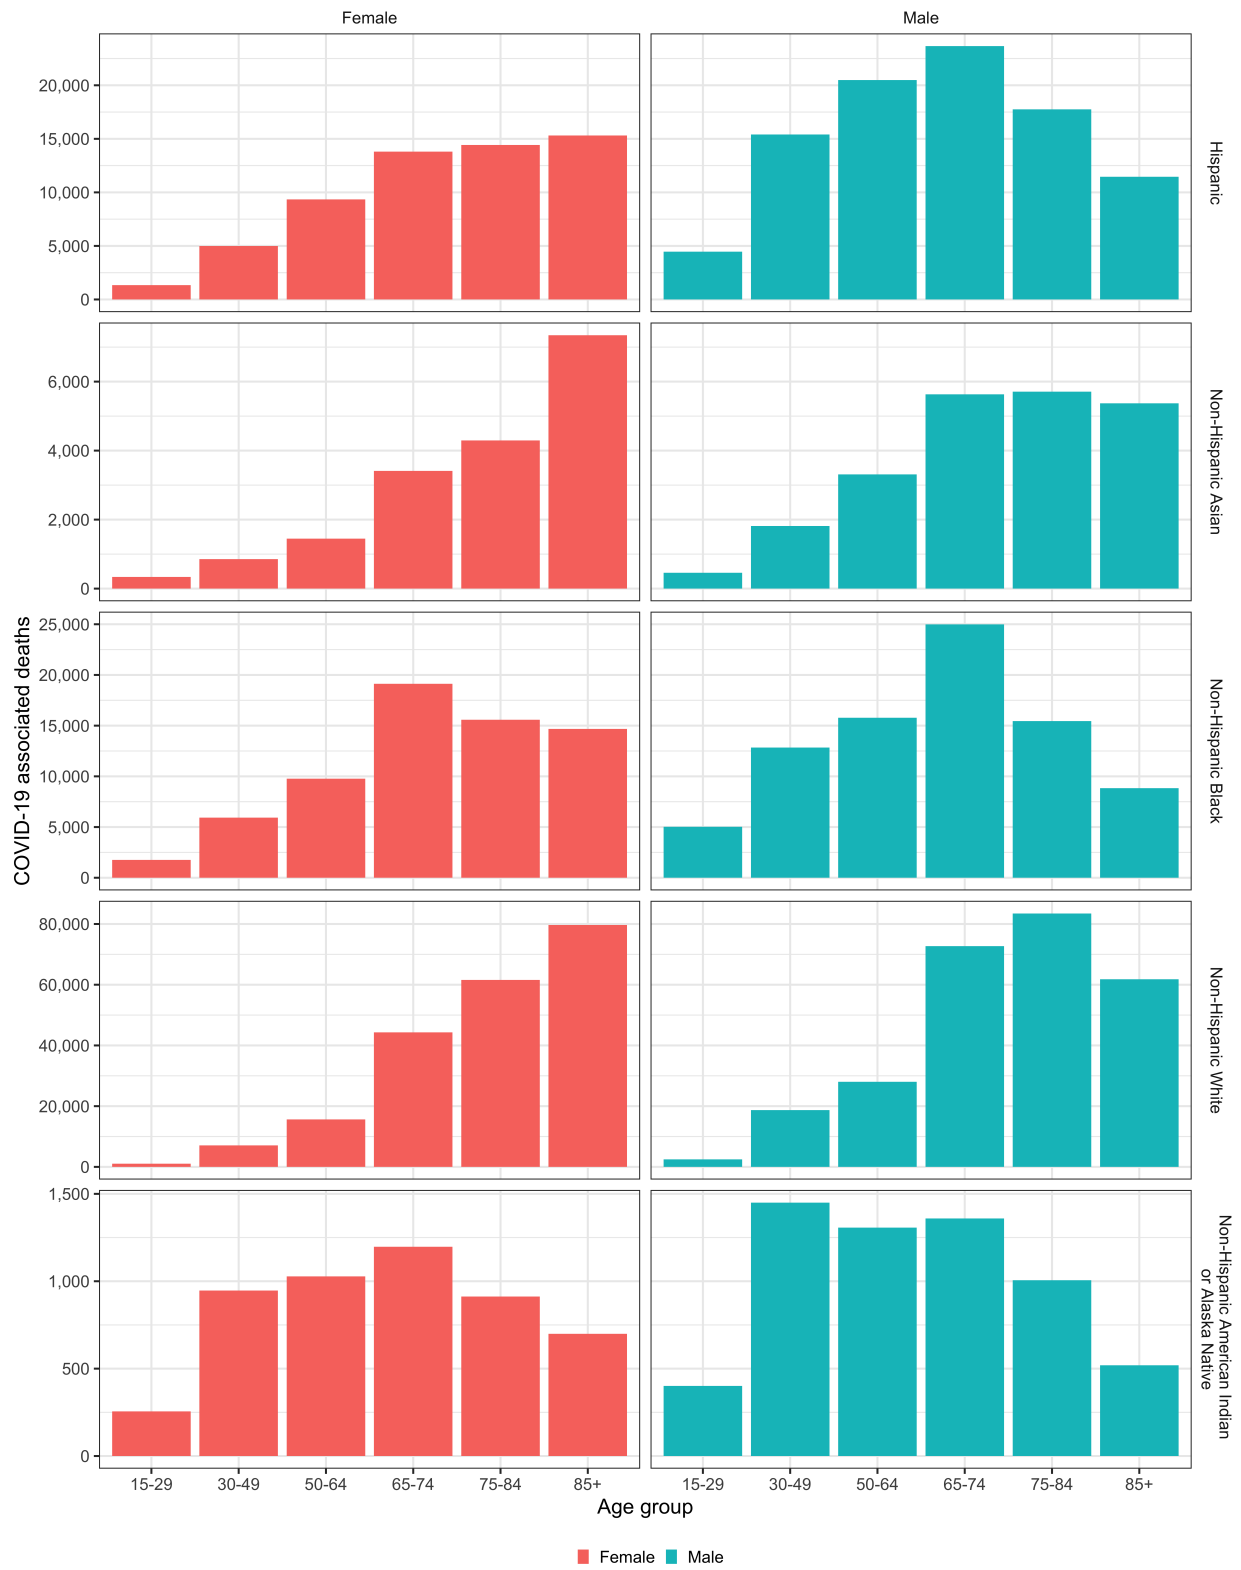 Female
Male
20,000
15,000
10,000
5,000
0
Hispanic
6,000
4,000
2,000
0
Non-Hispanic Asian
COVID-19 associated deaths
25,000
20,000
15,000
10,000
5,000
0
Non-Hispanic Black
80,000
60,000
40,000
20,000
0
Non-Hispanic White
1,500
1,000
500
0
Non-Hispanic American Indian
or Alaska Native
15-29 30-49 50-64 65-74 75-84 85+
15-29 30-49 50-64 65-74 75-84 85+
Age group
Female Male